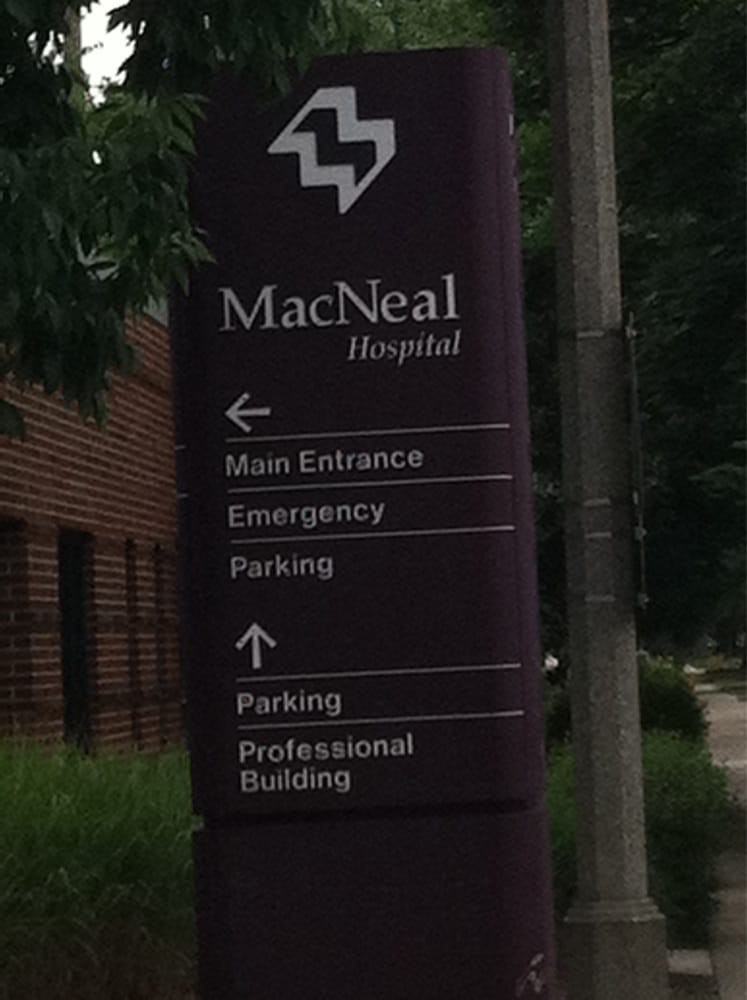 MacNeal
Hospital
←
Main Entrance
Emergency
Parking
↑
Parking
Professional
Building